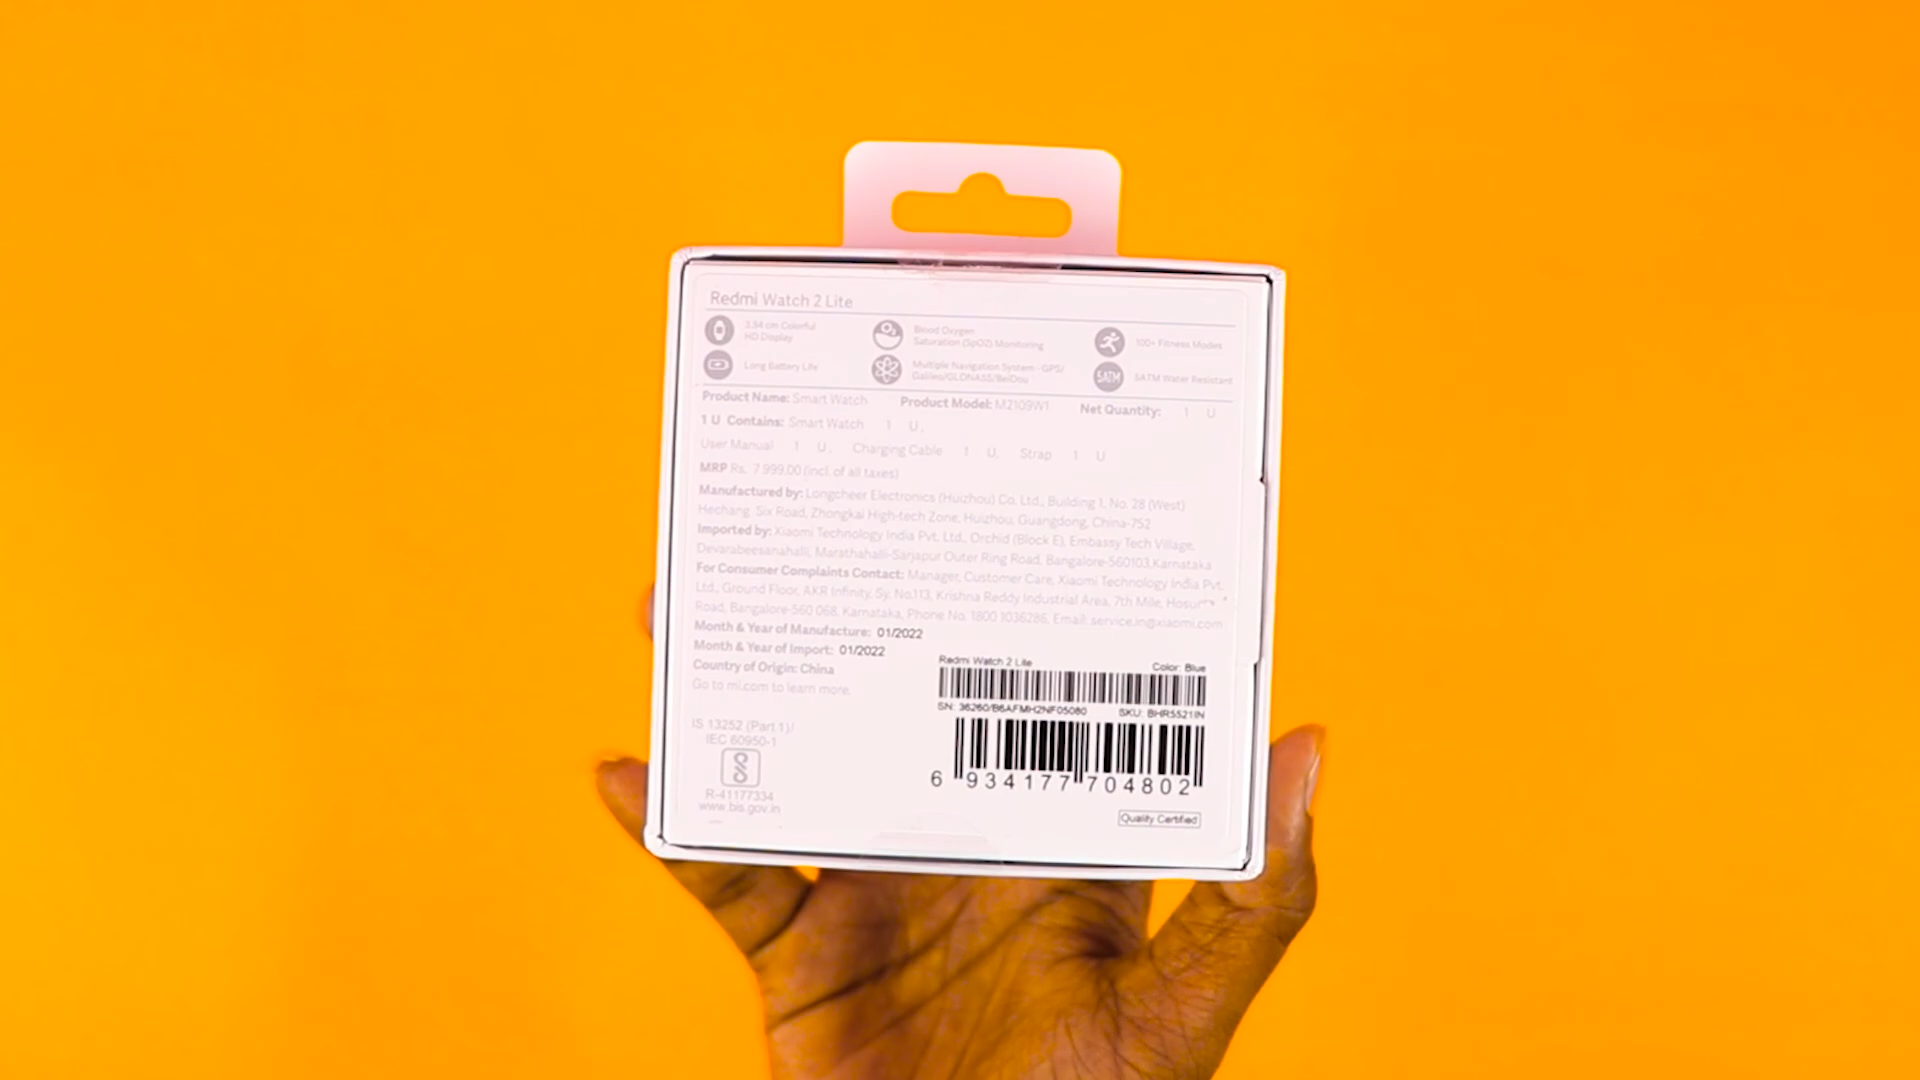 Redmi Watch 2 Lite
3.94 cm Colorful
HD Display
Blood Oxygen
Saturation (SpO2) Monitoring
100+ Fitness Modes
Long Battery Life
Multiple Navigation System - GPS/
Galileo/GLONASS/BeiDou
5ATM
5ATM Water Resistant
Product Name: Smart Watch Product Model: M2109W1 Net Quantity: 1 U
1 U Contains: Smart Watch 1 U,
User Manual 1 U, Charging Cable 1 U, Strap 1 U
MRP Rs. 7,999.00 (incl. of all taxes)
Manufactured by: Longcheer Electronics (Huizhou) Co. Ltd., Building 1, No. 28 (West)
Hechang Six Road, Zhongkai High-tech Zone, Huizhou, Guangdong, China-752
Imported by: Xiaomi Technology India Pvt. Ltd., Orchid (Block E), Embassy Tech Village,
Devarabeesanahalli, Marathahalli-Sarjapur Outer Ring Road, Bangalore-560103, Karnataka
For Consumer Complaints Contact: Manager, Customer Care, Xiaomi Technology India Pvt.
Ltd., Ground Floor, AKR Infinity, Sy. No.113, Krishna Reddy Industrial Area, 7th Mile,
Road, Bangalore-560 068, Karnataka, Phone No. 1800 1036286, Email: service.in@xiaomi.com
Month & Year of Manufacture: 01/2022
Month & Year of Import: 01/2022
Country of Origin: China
Go to mi.com to learn more.
Redmi Watch 2 Lite Color: Blue
SN: 36260/B6AFMH2NF05080 SKU: BHR5521IN
6 934177 704802
Quality Certified
IS 13252 (Part 1)/
IEC 60950-1
R-41177334
www.bis.gov.in